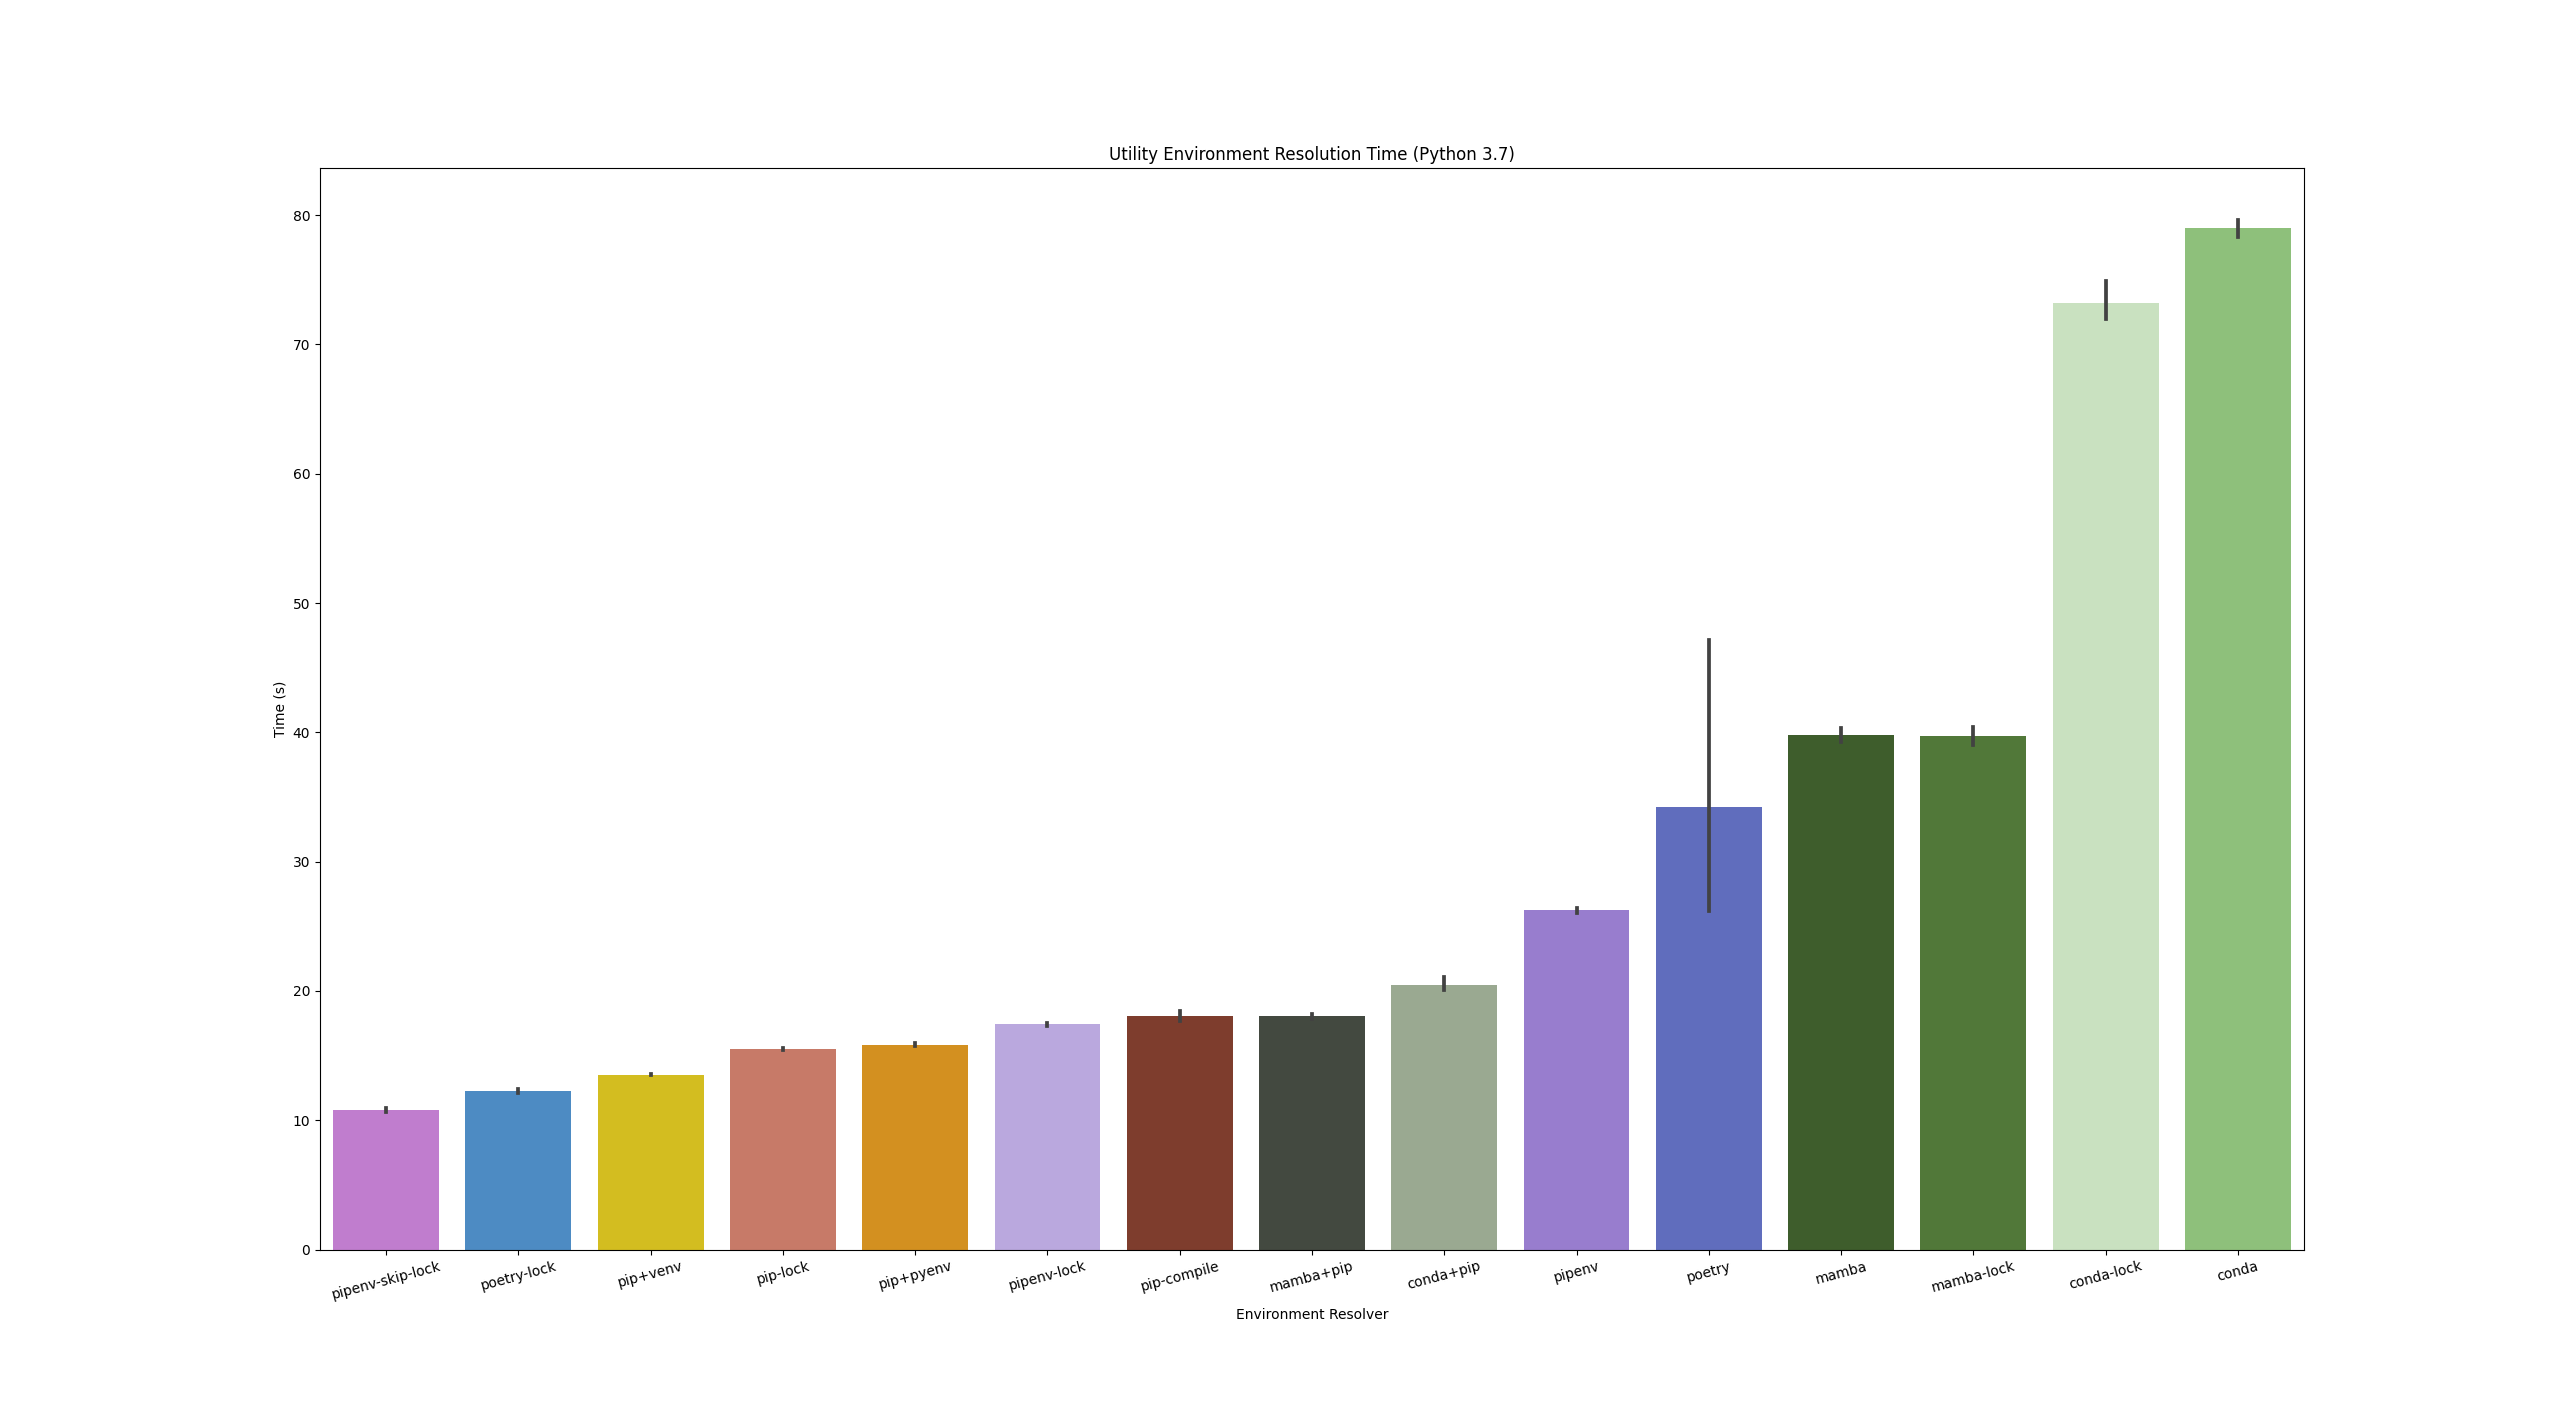 Utility Environment Resolution Time (Python 3.7)
80
70
60
50
40
30
20
10
0
Time (s)
pipenv-skip-lock
poetry-lock
pip+venv
pip-lock
pip+pyenv
pipenv-lock
pip-compile
mamba+pip
conda+pip
pipenv
poetry
mamba
mamba-lock
conda-lock
conda
Environment Resolver